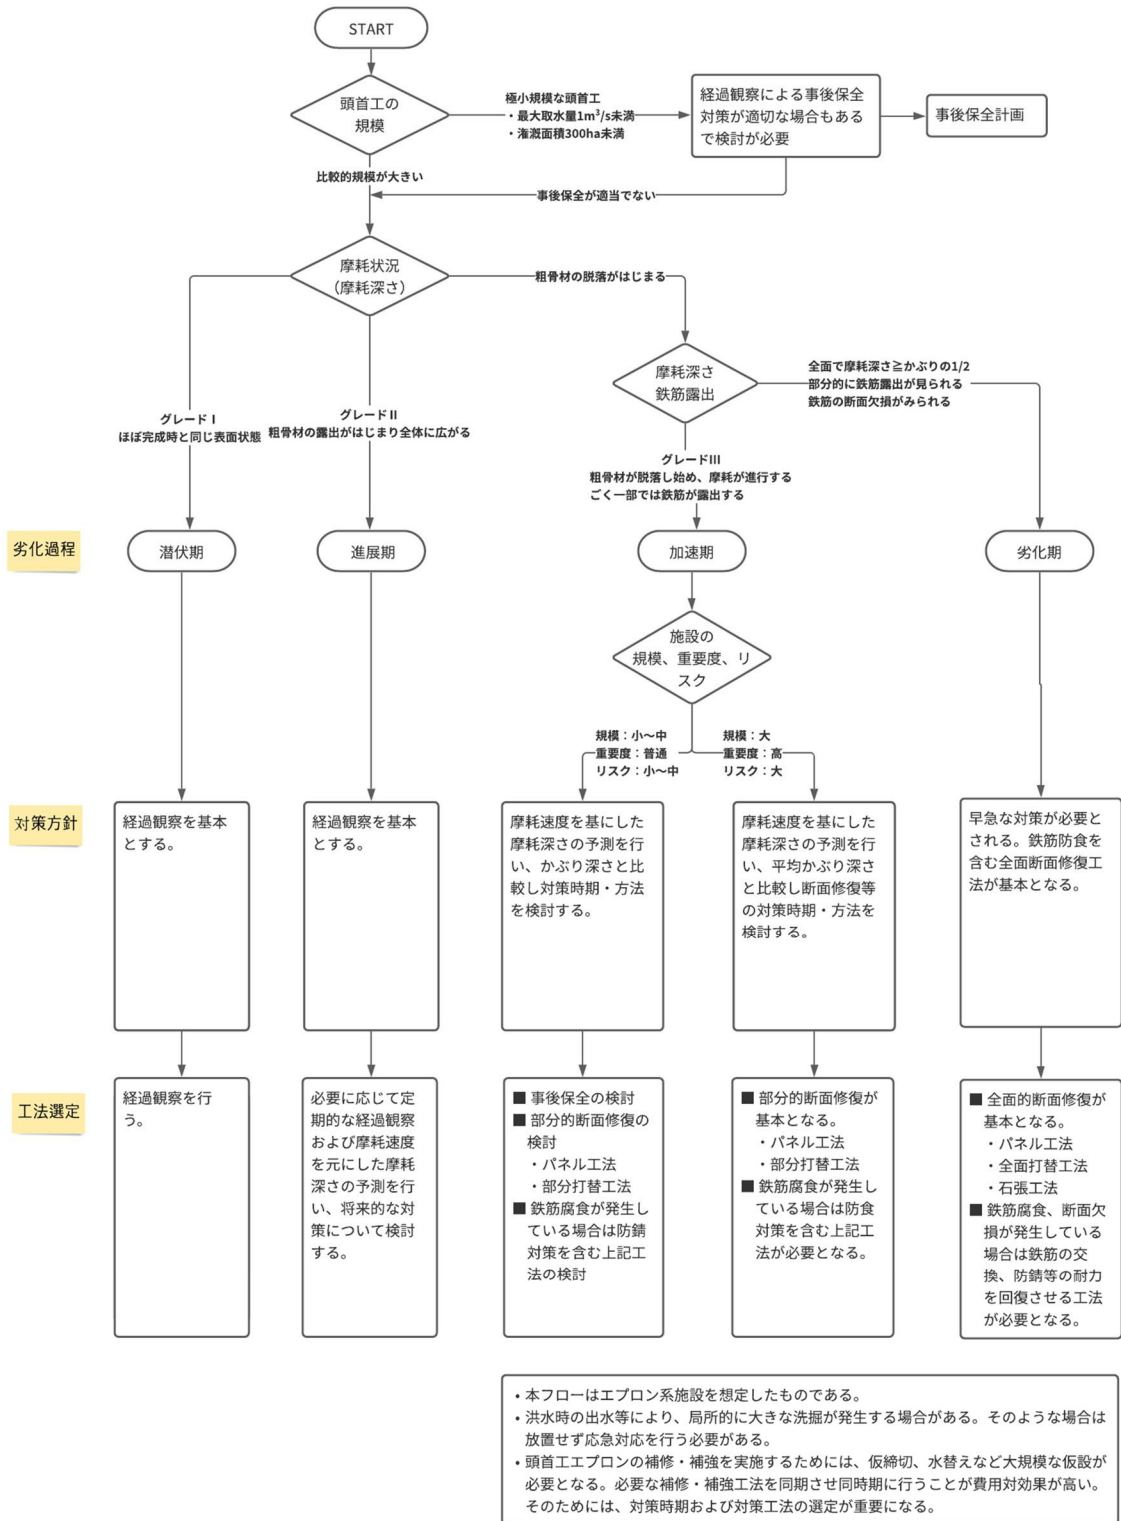 START
頭首工の
規模
極小規模な頭首工
・最大取水量1m³/s未満
・潅漑面積300ha未満
経過観察による事後保全
対策が適切な場合もある
で検討が必要
事後保全計画
比較的規模が大きい
事後保全が適当でない
摩耗状況
（摩耗深さ）
粗骨材の脱落がはじまる
摩耗深さ
鉄筋露出
全面で摩耗深さ≧かぶりの1/2
部分的に鉄筋露出が見られる
鉄筋の断面欠損がみられる
グレードⅠ
ほぼ完成時と同じ表面状態
グレードⅡ
粗骨材の露出がはじまり全体に広がる
グレードIII
粗骨材が脱落し始め、摩耗が進行する
ごく一部では鉄筋が露出する
劣化過程
潜伏期
進展期
加速期
劣化期
施設の
規模、重要度、リ
スク
規模：小〜中
重要度：普通
リスク：小〜中
規模：大
重要度：高
リスク：大
対策方針
経過観察を基本
とする。
経過観察を基本
とする。
摩耗速度を基にした
摩耗深さの予測を行
い、かぶり深さと比
較し対策時期・方法
を検討する。
摩耗速度を基にした
摩耗深さの予測を行
い、平均かぶり深さ
と比較し断面修復等
の対策時期・方法を
検討する。
早急な対策が必要と
される。鉄筋防食を
含む全面断面修復工
法が基本となる。
工法選定
経過観察を行
う。
必要に応じて定
期的な経過観察
および摩耗速度
を元にした摩耗
深さの予測を行
い、将来的な対
策について検討
する。
■ 事後保全の検討
■ 部分的断面修復の
検討
・パネル工法
・部分打替工法
■ 鉄筋腐食が発生し
ている場合は防錆
対策を含む上記工
法の検討
■ 部分的断面修復が
基本となる。
・パネル工法
・部分打替工法
■ 鉄筋腐食が発生し
ている場合は防食
対策を含む上記工
法が必要となる。
■ 全面的断面修復が
基本となる。
・パネル工法
・全面打替工法
・石張工法
■ 鉄筋腐食、断面欠
損が発生している
場合は鉄筋の交
換、防錆等の耐力
を回復させる工法
が必要となる。
• 本フローはエプロン系施設を想定したものである。
• 洪水時の出水等により、局所的に大きな洗掘が発生する場合がある。そのような場合は
放置せず応急対応を行う必要がある。
• 頭首工エプロンの補修・補強を実施するためには、仮締切、水替えなど大規模な仮設が
必要となる。必要な補修・補強工法を同期させ同時期に行うことが費用対効果が高い。
そのためには、対策時期および対策工法の選定が重要になる。